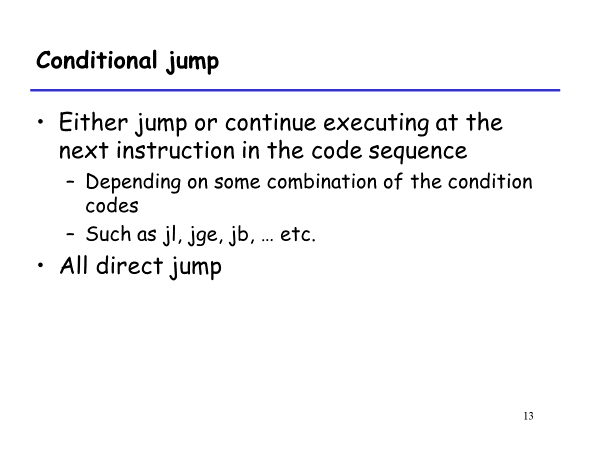 Conditional jump
• Either jump or continue executing at the
next instruction in the code sequence
– Depending on some combination of the condition
codes
– Such as jl, jge, jb, … etc.
• All direct jump
13